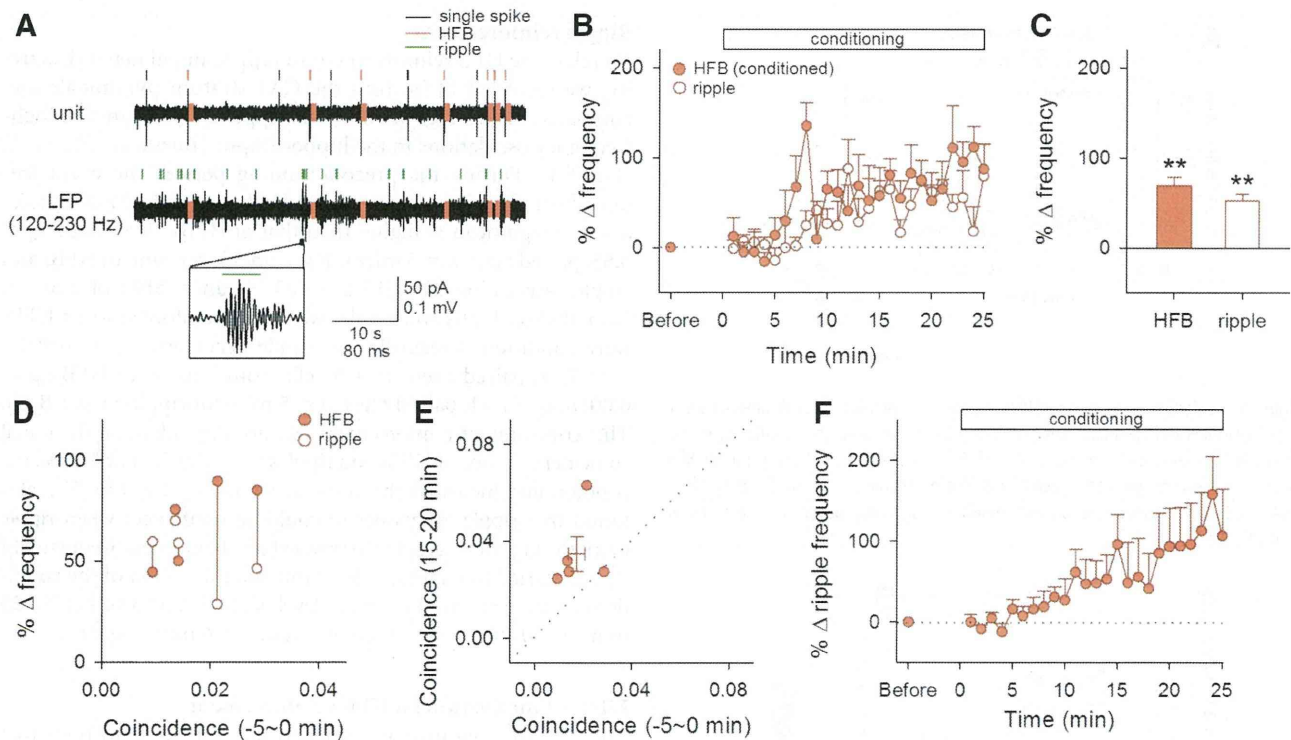 A
single spike
HFB
ripple
unit
LFP
(120-230 Hz)
50 pA
0.1 mV
10 s
80 ms
B
conditioning
HFB (conditioned)
ripple
% Δ frequency
200
100
0
Before
0
5
10
15
20
25
Time (min)
C
% Δ frequency
200
100
0
**
**
HFB
ripple
D
HFB
ripple
% Δ frequency
100
50
0
0.00
0.02
0.04
Coincidence (-5~0 min)
E
Coincidence (15-20 min)
0.08
0.04
0.00
0.00
0.04
0.08
Coincidence (-5~0 min)
F
conditioning
% Δ ripple frequency
200
100
0
Before
0
5
10
15
20
25
Time (min)